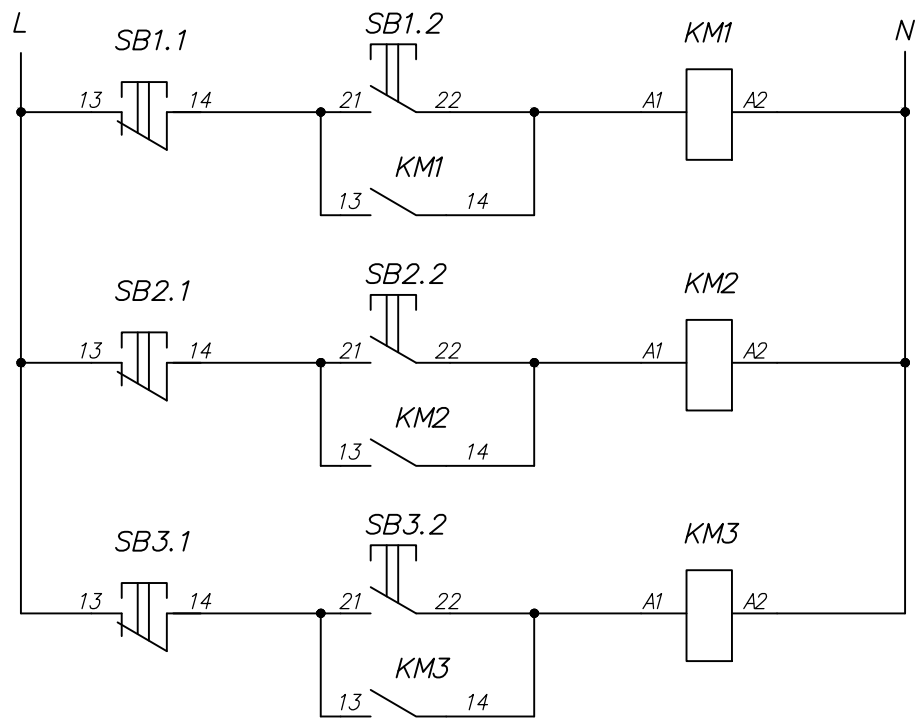 L SB1.1 SB1.2 KM1 N
13 14 21 22 A1 A2
KM1
13 14
SB2.1 SB2.2 KM2
13 14 21 22 A1 A2
KM2
13 14
SB3.1 SB3.2 KM3
13 14 21 22 A1 A2
KM3
13 14